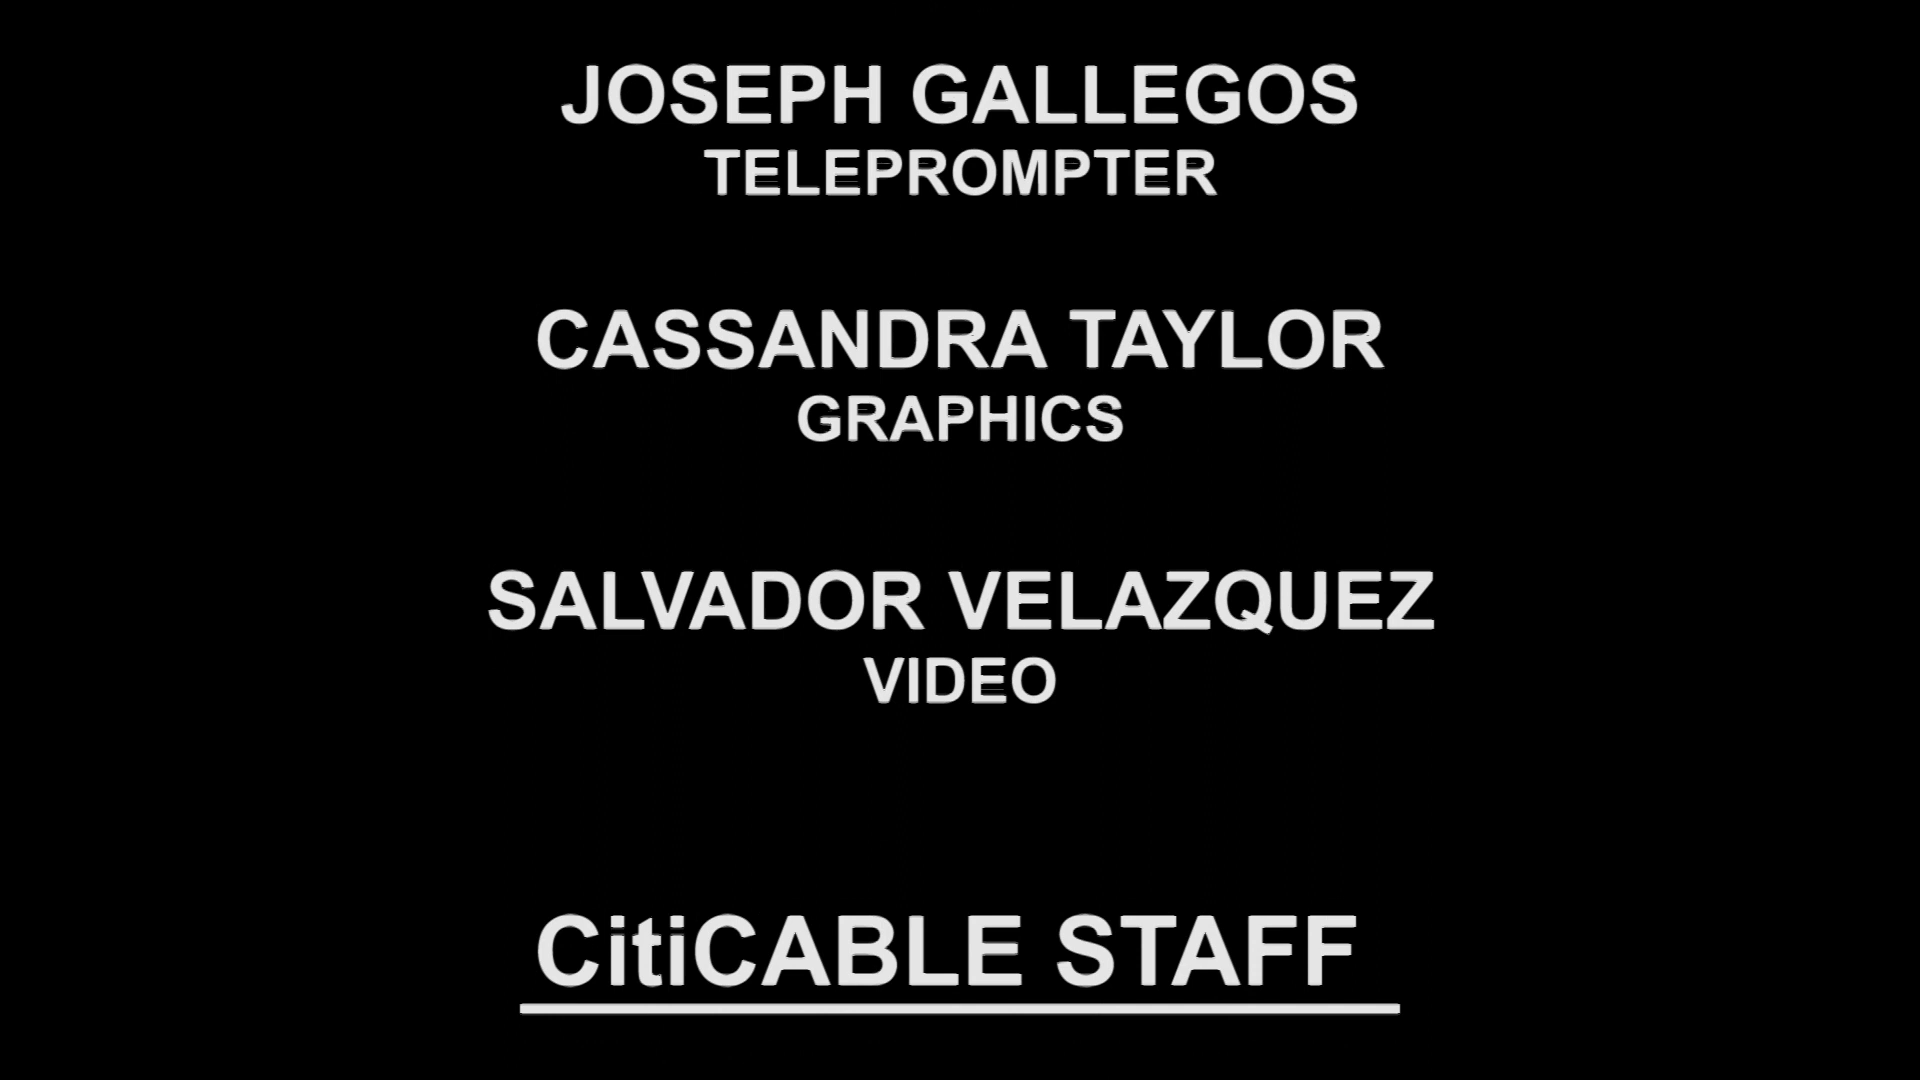 JOSEPH GALLEGOS
TELEPROMPTER
CASSANDRA TAYLOR
GRAPHICS
SALVADOR VELAZQUEZ
VIDEO
CitiCABLE STAFF